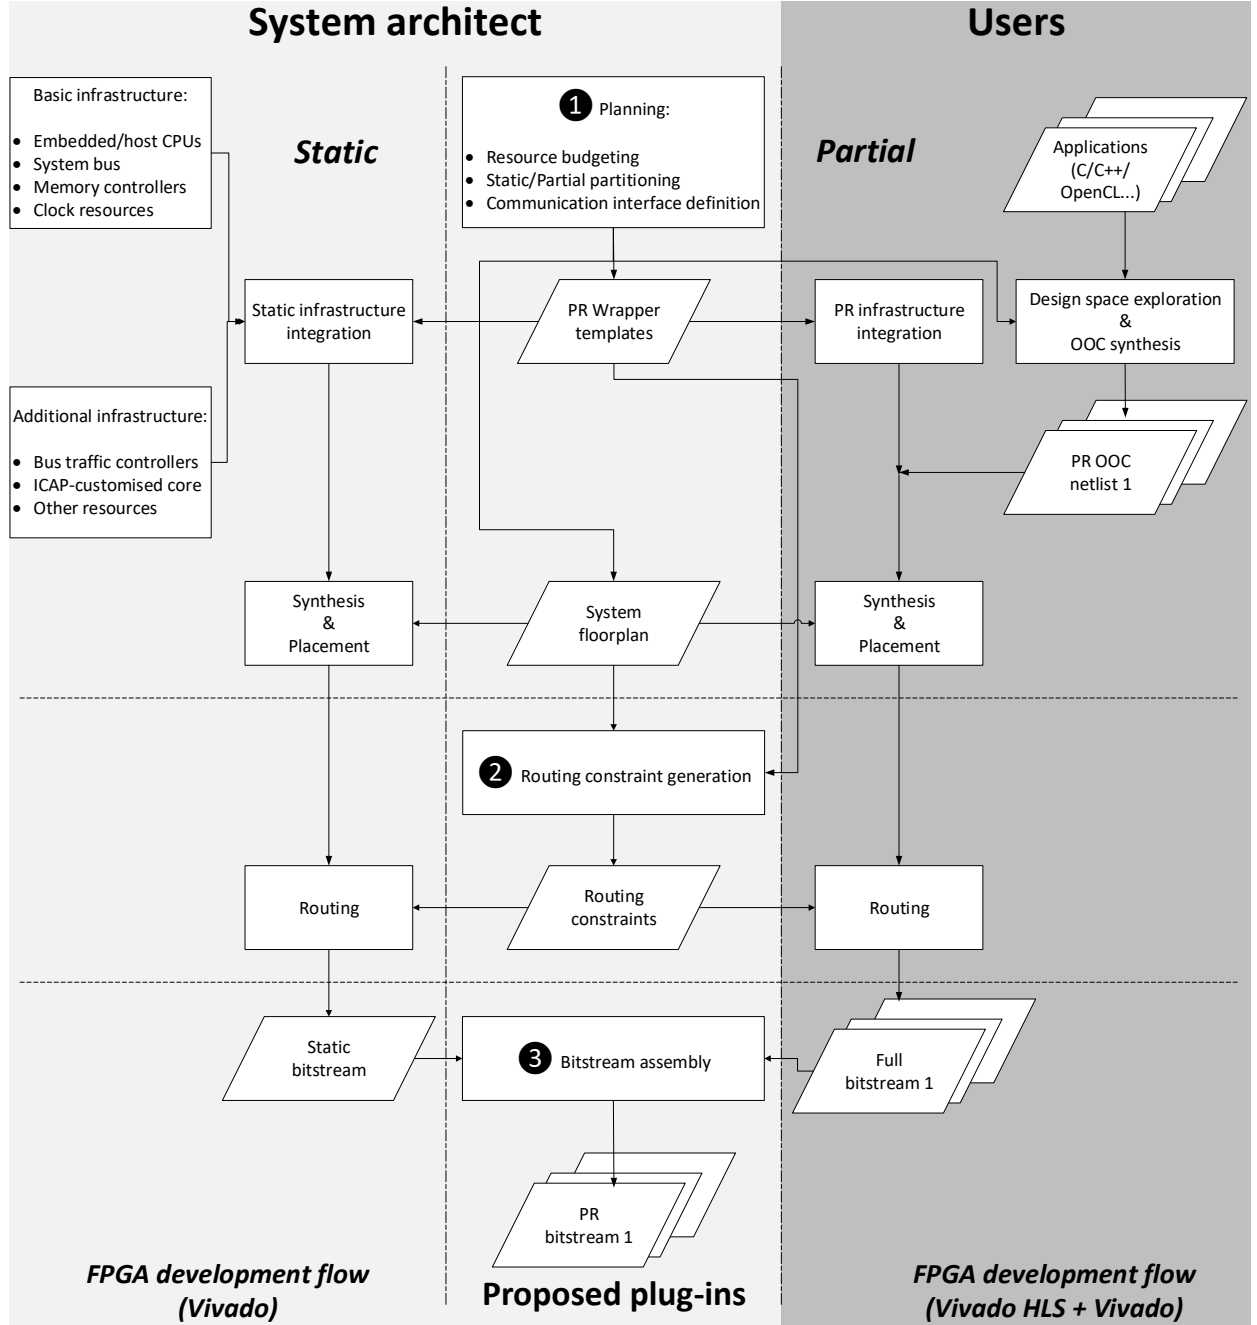 System architect
Users
Basic infrastructure:
• Embedded/host CPUs
• System bus
• Memory controllers
• Clock resources
Static
1 Planning:
• Resource budgeting
• Static/Partial partitioning
• Communication interface definition
Partial
Applications
(C/C++/
OpenCL...)
Static infrastructure
integration
PR Wrapper
templates
PR infrastructure
integration
Design space exploration
&
OOC synthesis
Additional infrastructure:
• Bus traffic controllers
• ICAP-customised core
• Other resources
PR OOC
netlist 1
Synthesis
&
Placement
System
floorplan
Synthesis
&
Placement
2 Routing constraint generation
Routing
Routing
constraints
Routing
Static
bitstream
3 Bitstream assembly
Full
bitstream 1
PR
bitstream 1
FPGA development flow
(Vivado)
Proposed plug-ins
FPGA development flow
(Vivado HLS + Vivado)